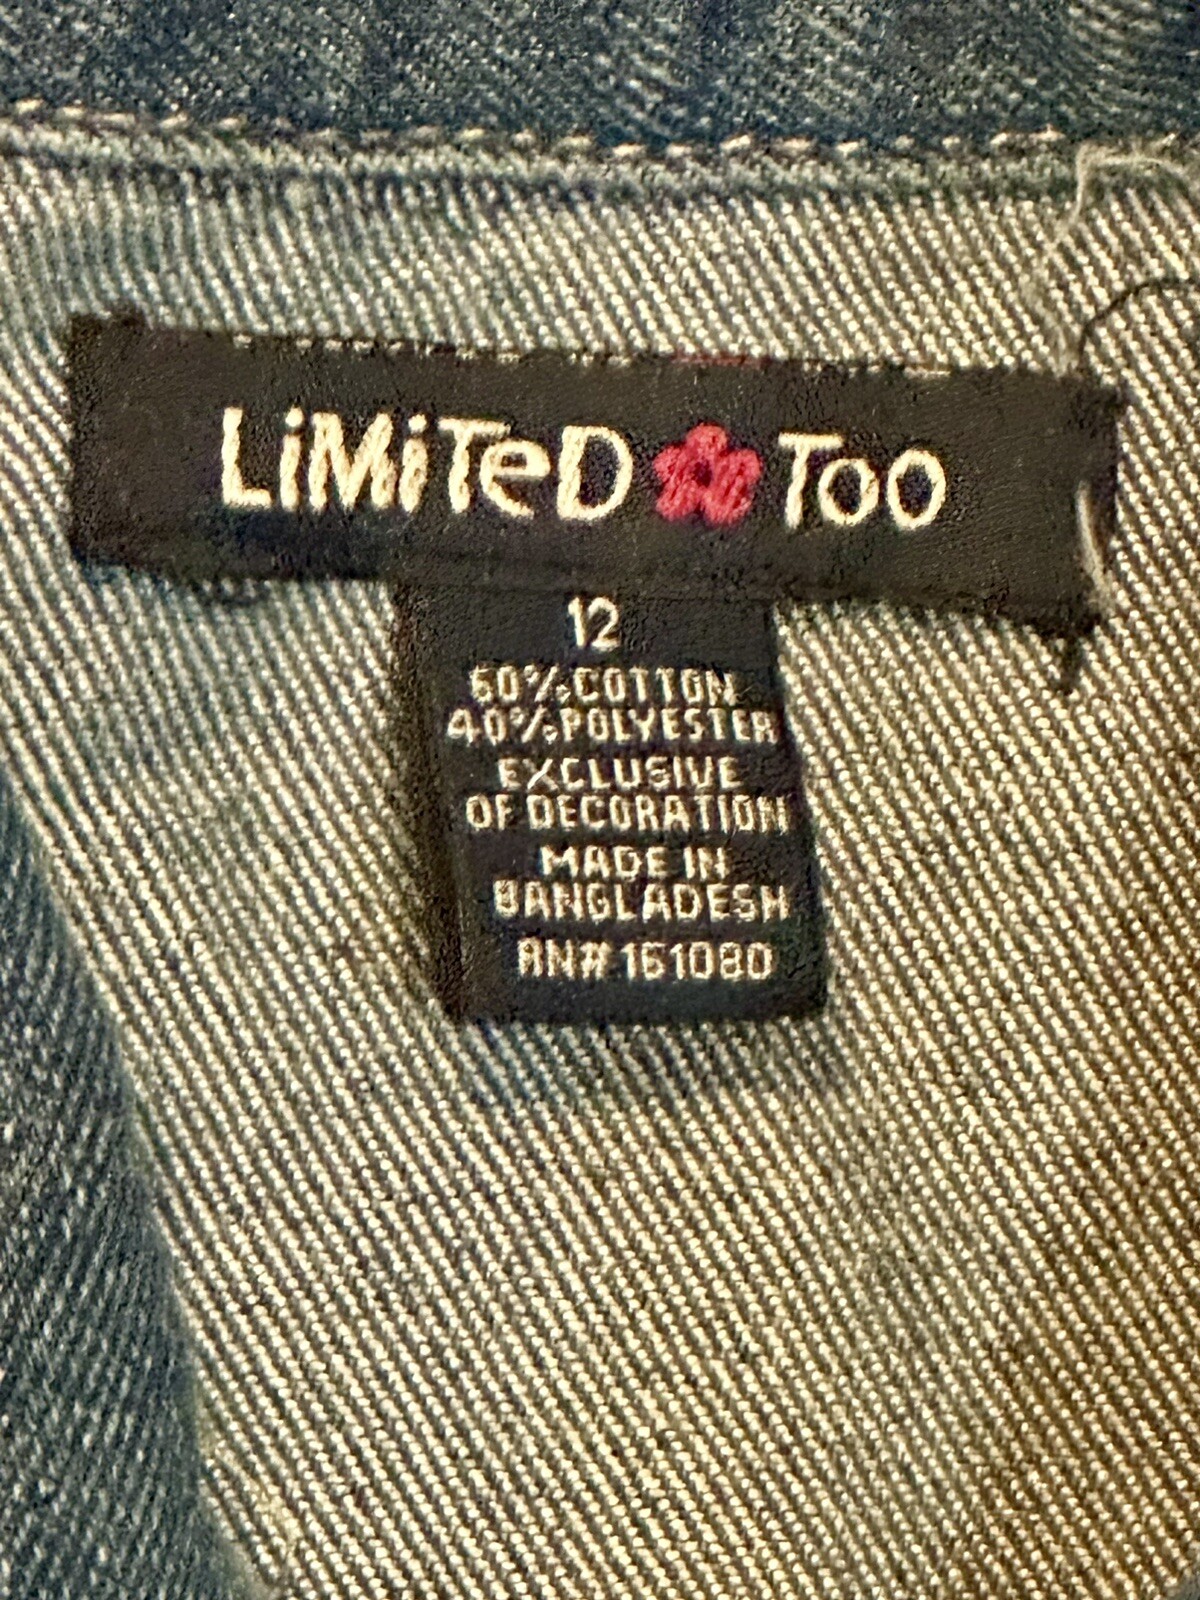 LiMiTeD Too
12
60% COTTON
40% POLYESTER
EXCLUSIVE
OF DECORATION
MADE IN
BANGLADESH
RN# 161080